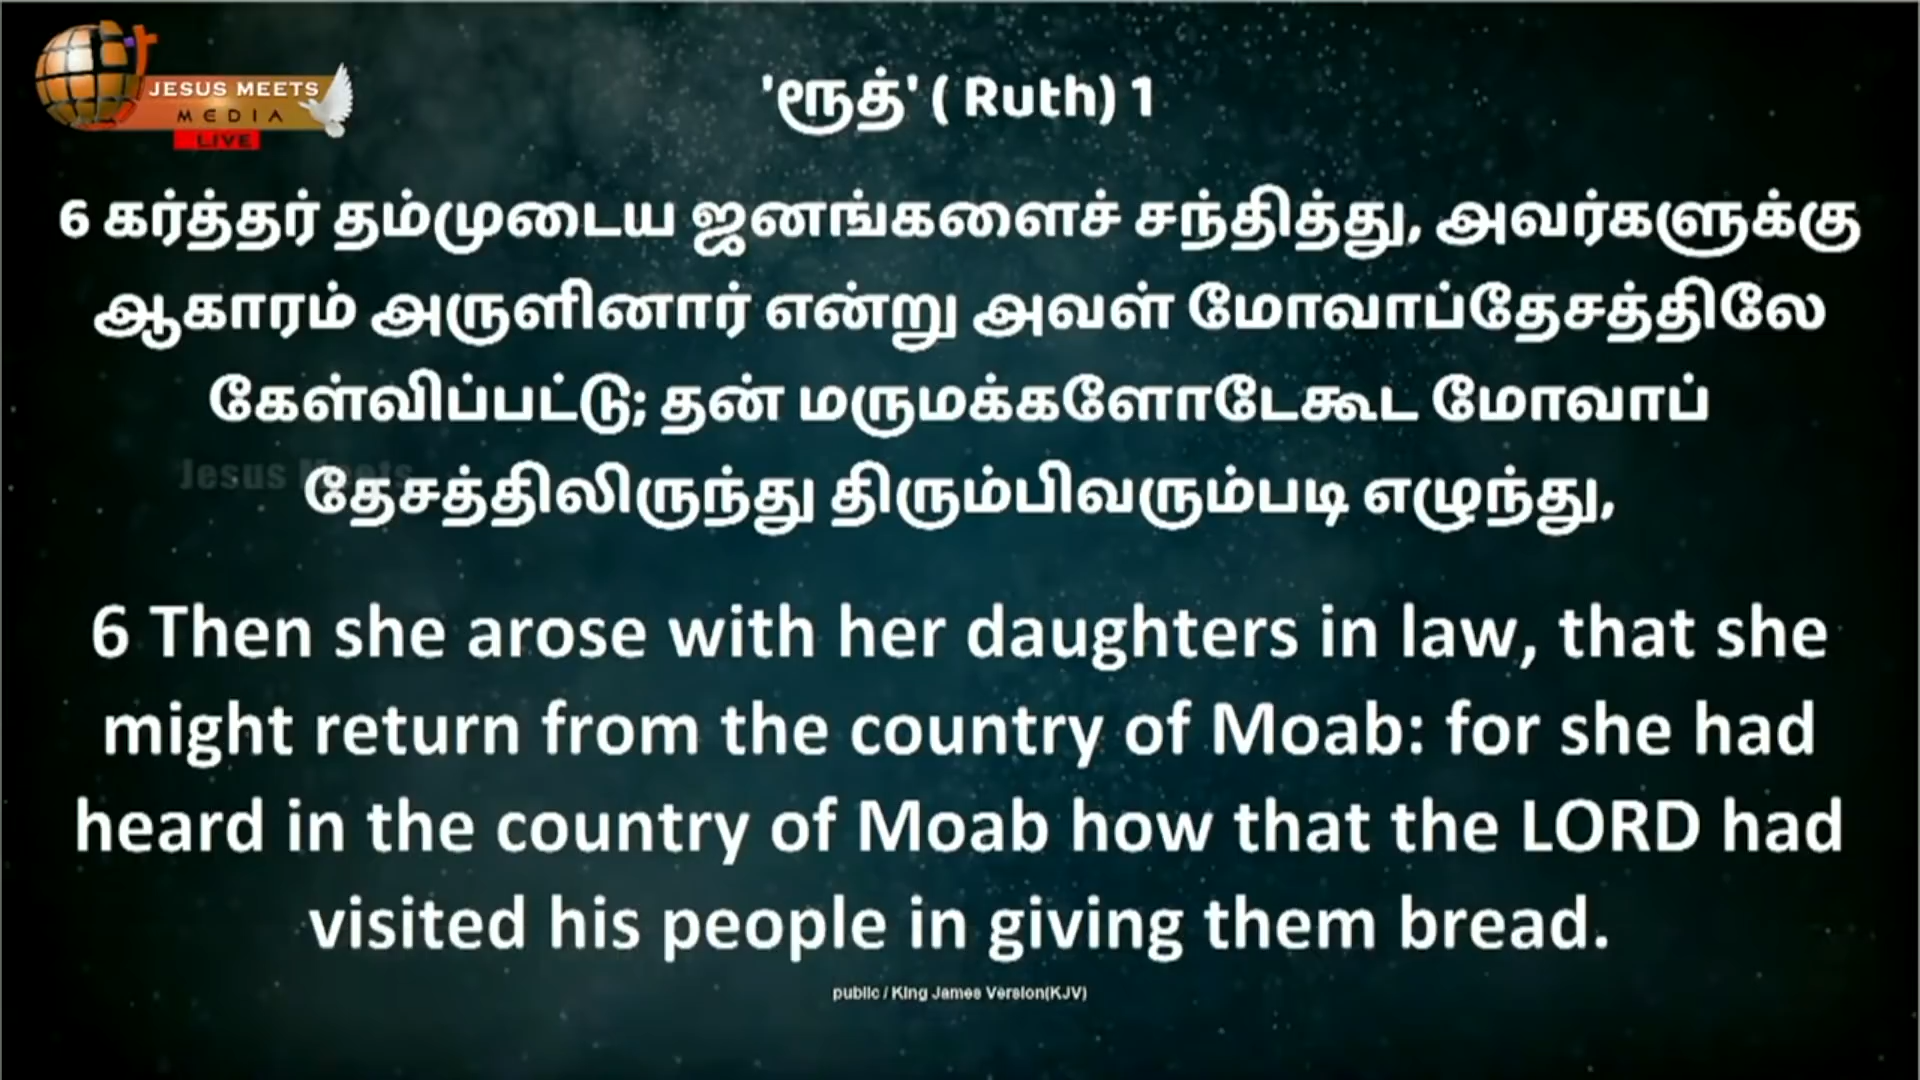 JESUS MEETS
MEDIA
LIVE
'ரூத்' ( Ruth) 1
6 கர்த்தர் தம்முடைய ஜனங்களைச் சந்தித்து, அவர்களுக்கு
ஆகாரம் அருளினார் என்று அவள் மோவாப்தேசத்திலே
கேள்விப்பட்டு; தன் மருமக்களோடேகூட மோவாப்
Jesus Meets
தேசத்திலிருந்து திரும்பிவரும்படி எழுந்து,
6 Then she arose with her daughters in law, that she
might return from the country of Moab: for she had
heard in the country of Moab how that the LORD had
visited his people in giving them bread.
public / King James Version(KJV)